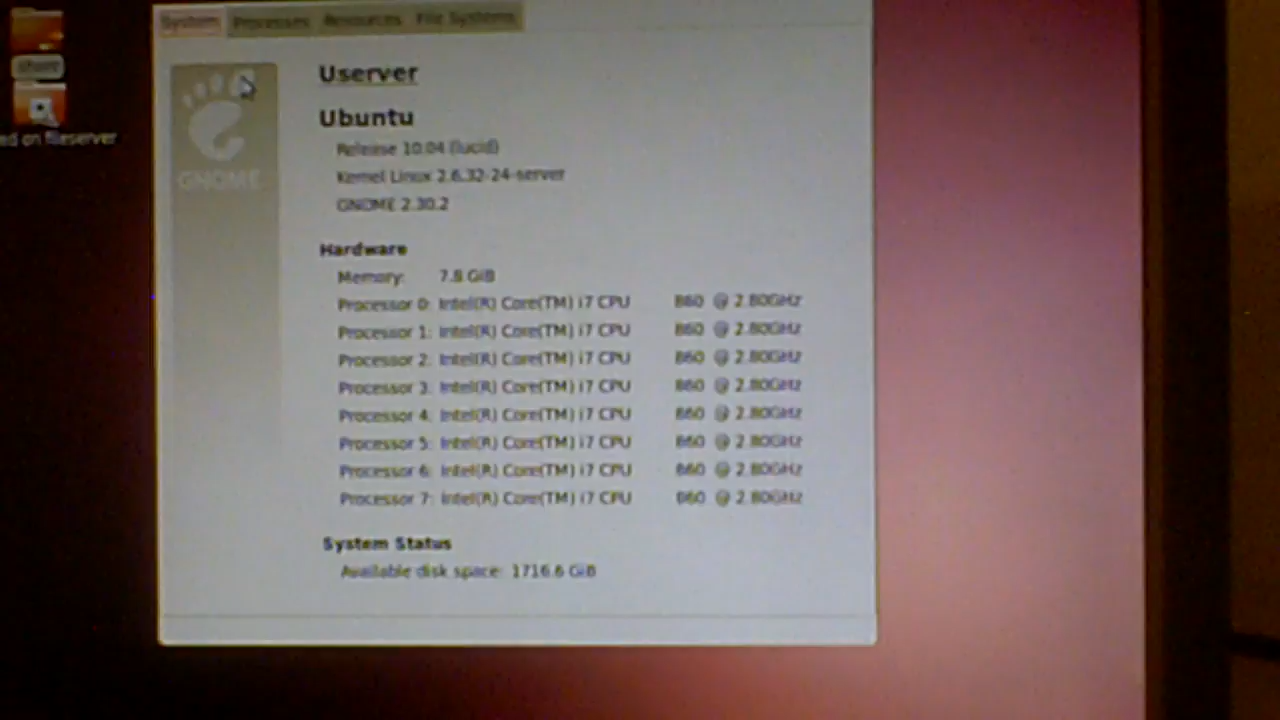 System Processes Resources File Systems
share
ed on fileserver
GNOME
Userver
Ubuntu
Release 10.04 (lucid)
Kernel Linux 2.6.32-24-server
GNOME 2.30.2
Hardware
Memory: 7.8 GiB
Processor 0: Intel(R) Core(TM) i7 CPU 860 @ 2.80GHz
Processor 1: Intel(R) Core(TM) i7 CPU 860 @ 2.80GHz
Processor 2: Intel(R) Core(TM) i7 CPU 860 @ 2.80GHz
Processor 3: Intel(R) Core(TM) i7 CPU 860 @ 2.80GHz
Processor 4: Intel(R) Core(TM) i7 CPU 860 @ 2.80GHz
Processor 5: Intel(R) Core(TM) i7 CPU 860 @ 2.80GHz
Processor 6: Intel(R) Core(TM) i7 CPU 860 @ 2.80GHz
Processor 7: Intel(R) Core(TM) i7 CPU 860 @ 2.80GHz
System Status
Available disk space: 1716.6 GiB